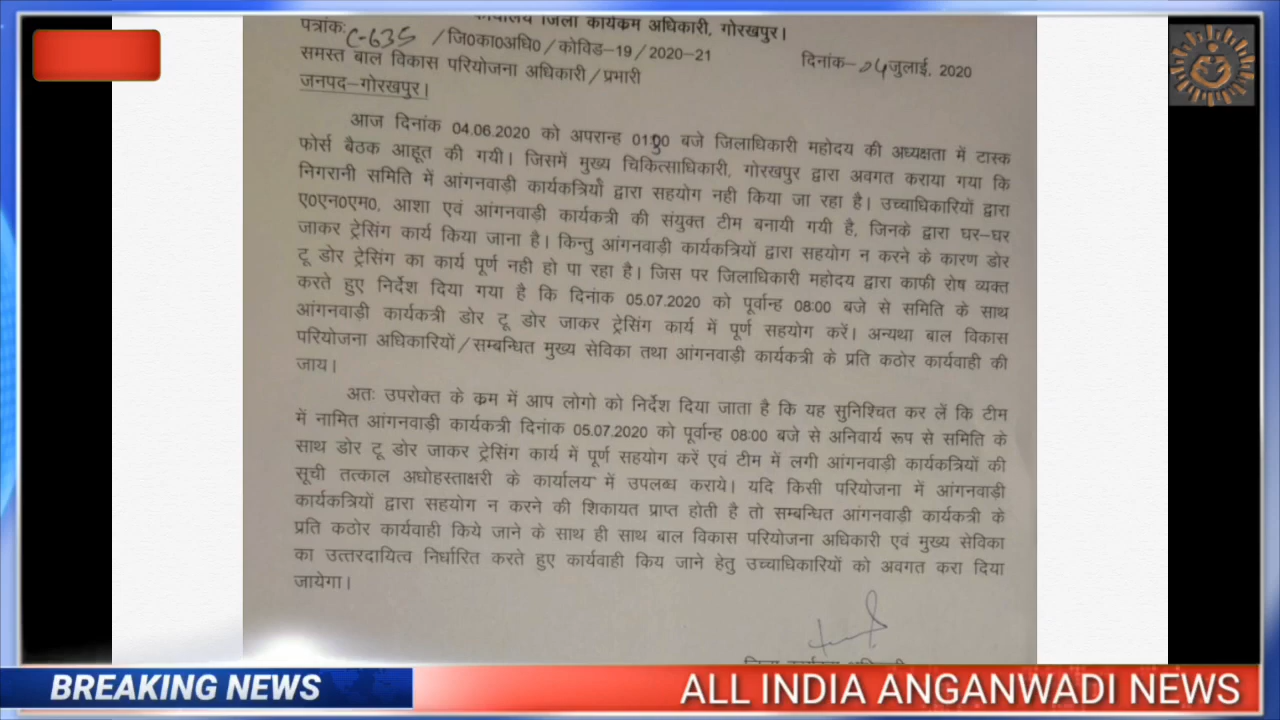 कार्यालय जिला कार्यकम अधिकारी, गोरखपुर।
पत्रांकः C-635 /जि0का0अधि0/कोविड–19/2020–21
दिनांक–04जुलाई, 2020
समस्त बाल विकास परियोजना अधिकारी/प्रभारी
जनपद–गोरखपुर।
आज दिनांक 04.06.2020 को अपरान्ह 01:00 बजे जिलाधिकारी महोदय की अध्यक्षता में टास्क
फोर्स बैठक आहूत की गयी। जिसमें मुख्य चिकित्साधिकारी, गोरखपुर द्वारा अवगत कराया गया कि
निगरानी समिति में आंगनवाड़ी कार्यकत्रियों द्वारा सहयोग नही किया जा रहा है। उच्चाधिकारियों द्वारा
ए0एन0एम0, आशा एवं आंगनवाड़ी कार्यकत्री की संयुक्त टीम बनायी गयी है, जिनके द्वारा घर–घर
जाकर ट्रेसिंग कार्य किया जाना है। किन्तु आंगनवाड़ी कार्यकत्रियों द्वारा सहयोग न करने के कारण डोर
टू डोर ट्रेसिंग का कार्य पूर्ण नही हो पा रहा है। जिस पर जिलाधिकारी महोदय द्वारा काफी रोष व्यक्त
करते हुए निर्देश दिया गया है कि दिनांक 05.07.2020 को पूर्वान्ह 08:00 बजे से समिति के साथ
आंगनवाड़ी कार्यकत्री डोर टू डोर जाकर ट्रेसिंग कार्य में पूर्ण सहयोग करें। अन्यथा बाल विकास
परियोजना अधिकारियों/सम्बन्धित मुख्य सेविका तथा आंगनवाड़ी कार्यकत्री के प्रति कठोर कार्यवाही की
जाय।
अतः उपरोक्त के क्रम में आप लोगो को निर्देश दिया जाता है कि यह सुनिश्चित कर लें कि टीम
में नामित आंगनवाड़ी कार्यकत्री दिनांक 05.07.2020 को पूर्वान्ह 08:00 बजे से अनिवार्य रूप से समिति के
साथ डोर टू डोर जाकर ट्रेसिंग कार्य में पूर्ण सहयोग करें एवं टीम में लगी आंगनवाड़ी कार्यकत्रियों की
सूची तत्काल अधोहस्ताक्षरी के कार्यालय में उपलब्ध कराये। यदि किसी परियोजना में आंगनवाड़ी
कार्यकत्रियों द्वारा सहयोग न करने की शिकायत प्राप्त होती है तो सम्बन्धित आंगनवाड़ी कार्यकत्री के
प्रति कठोर कार्यवाही किये जाने के साथ ही साथ बाल विकास परियोजना अधिकारी एवं मुख्य सेविका
का उत्तरदायित्व निर्धारित करते हुए कार्यवाही किय जाने हेतु उच्चाधिकारियों को अवगत करा दिया
जायेगा।
BREAKING NEWS
ALL INDIA ANGANWADI NEWS